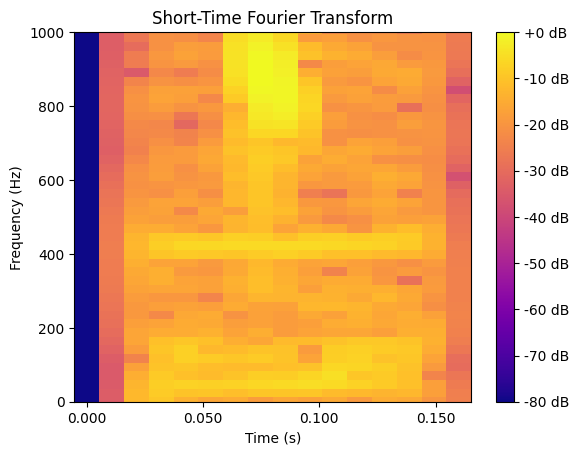 Short-Time Fourier Transform
1000
800
600
400
200
0
Frequency (Hz)
0.000
0.050
0.100
0.150
Time (s)
+0 dB
-10 dB
-20 dB
-30 dB
-40 dB
-50 dB
-60 dB
-70 dB
-80 dB